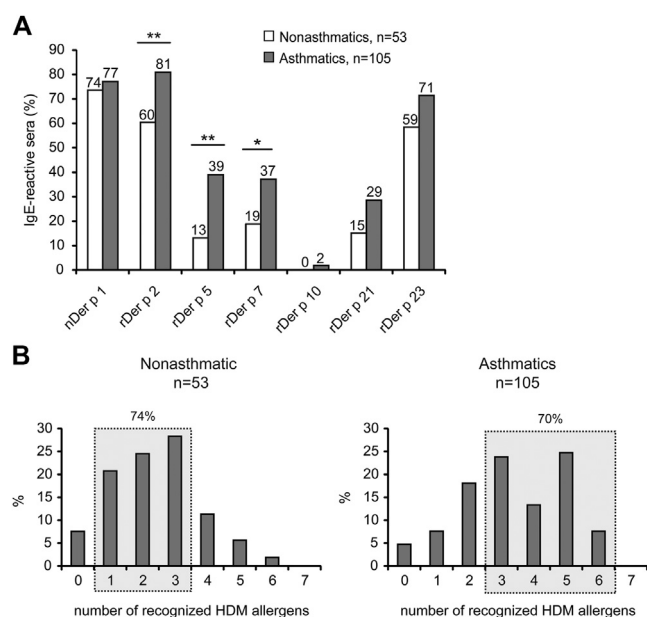 A
Nonasthmatics, n=53
Asthmatics, n=105
IgE-reactive sera (%)
90
80
70
60
50
40
30
20
10
0
74
77
**
60
81
**
13
39
*
19
37
0
2
15
29
59
71
nDer p 1
rDer p 2
rDer p 5
rDer p 7
rDer p 10
rDer p 21
rDer p 23
B
Nonasthmatic
n=53
74%
%
30
25
20
15
10
5
0
0 1 2 3 4 5 6 7
number of recognized HDM allergens
Asthmatics
n=105
70%
%
30
25
20
15
10
5
0
0 1 2 3 4 5 6 7
number of recognized HDM allergens